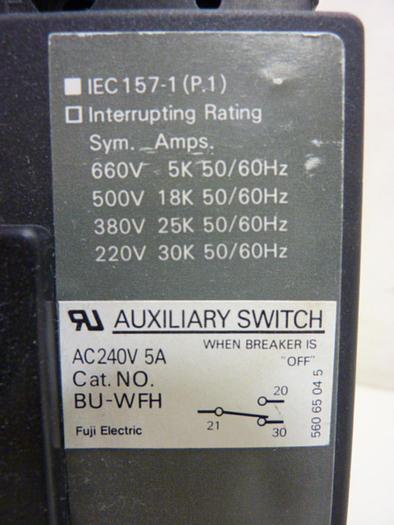 IEC 157-1 (P.1)
Interrupting Rating
Sym. Amps.
660V 5K 50/60Hz
500V 18K 50/60Hz
380V 25K 50/60Hz
220V 30K 50/60Hz
AUXILIARY SWITCH
AC240V 5A
WHEN BREAKER IS
"OFF"
Cat. NO.
BU-WFH
20
21
30
Fuji Electric
560 65 04 5